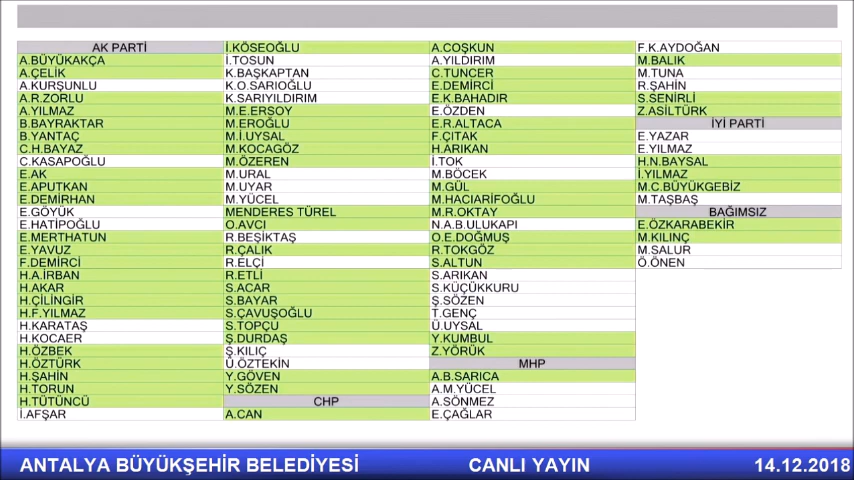 AK PARTİ
A.BÜYÜKAKÇA
A.ÇELİK
A.KURŞUNLU
A.R.ZORLU
A.YILMAZ
B.BAYRAKTAR
B.YANTAÇ
C.H.BAYAZ
C.KASAPOĞLU
E.AK
E.APUTKAN
E.DEMİRHAN
E.GÖYÜK
E.HATİPOĞLU
E.MERTHATUN
E.YAVUZ
F.DEMİRCİ
H.A.İRBAN
H.AKAR
H.ÇİLİNGİR
H.F.YILMAZ
H.KARATAŞ
H.KOCAER
H.ÖZBEK
H.ÖZTÜRK
H.ŞAHİN
H.TORUN
H.TÜTÜNCÜ
İ.AFŞAR
İ.KÖSEOĞLU
İ.TOSUN
K.BAŞKAPTAN
K.O.SARIOĞLU
K.SARIYILDIRIM
M.E.ERSOY
M.EROĞLU
M.İ.UYSAL
M.KOCAGÖZ
M.ÖZEREN
M.URAL
M.UYAR
M.YÜCEL
MENDERES TÜREL
O.AVCI
R.BEŞİKTAŞ
R.ÇALIK
R.ELÇİ
R.ETLİ
S.ACAR
S.BAYAR
S.ÇAVUŞOĞLU
S.TOPÇU
Ş.DURDAŞ
Ş.KILIÇ
Ü.ÖZTEKİN
Y.GÖVEN
Y.SÖZEN
CHP
A.CAN
A.COŞKUN
A.YILDIRIM
C.TUNCER
E.DEMİRCİ
E.K.BAHADIR
E.ÖZDEN
E.R.ALTACA
F.ÇITAK
H.ARIKAN
İ.TOK
M.BÖCEK
M.GÜL
M.HACIARİFOĞLU
M.R.OKTAY
N.A.B.ULUKAPI
O.E.DOĞMUŞ
R.TOKGÖZ
S.ALTUN
S.ARIKAN
S.KÜÇÜKKURU
Ş.SÖZEN
T.GENÇ
Ü.UYSAL
Y.KUMBUL
Z.YÖRÜK
MHP
A.B.SARICA
A.M.YÜCEL
A.SÖNMEZ
E.ÇAĞLAR
F.K.AYDOĞAN
M.BALIK
M.TUNA
R.ŞAHİN
S.SENİRLİ
Z.ASİLTÜRK
İYİ PARTİ
E.YAZAR
E.YILMAZ
H.N.BAYSAL
İ.YILMAZ
M.C.BÜYÜKGEBİZ
M.TAŞBAŞ
BAĞIMSIZ
E.ÖZKARABEKİR
M.KILINÇ
M.SALUR
Ö.ÖNEN
ANTALYA BÜYÜKŞEHİR BELEDİYESİ CANLI YAYIN 14.12.2018